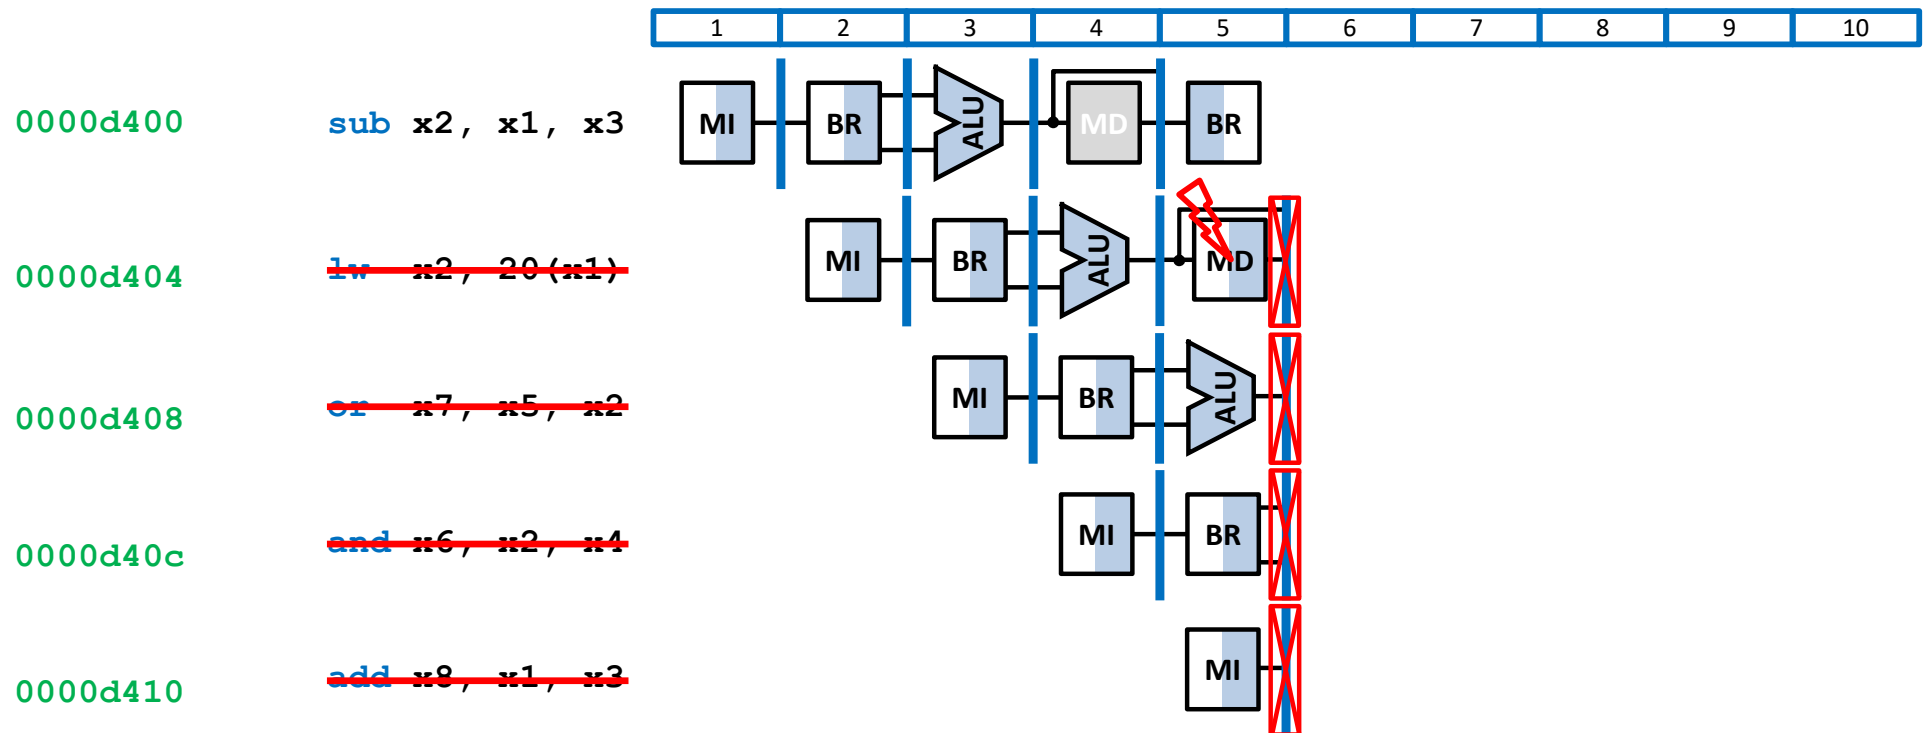 1 2 3 4 5 6 7 8 9 10
0000d400 sub x2, x1, x3 MI BR ALU MD BR
0000d404 lw x2, 20(x1) MI BR ALU MD
0000d408 or x7, x5, x2 MI BR ALU
0000d40c and x6, x2, x4 MI BR
0000d410 add x8, x1, x3 MI